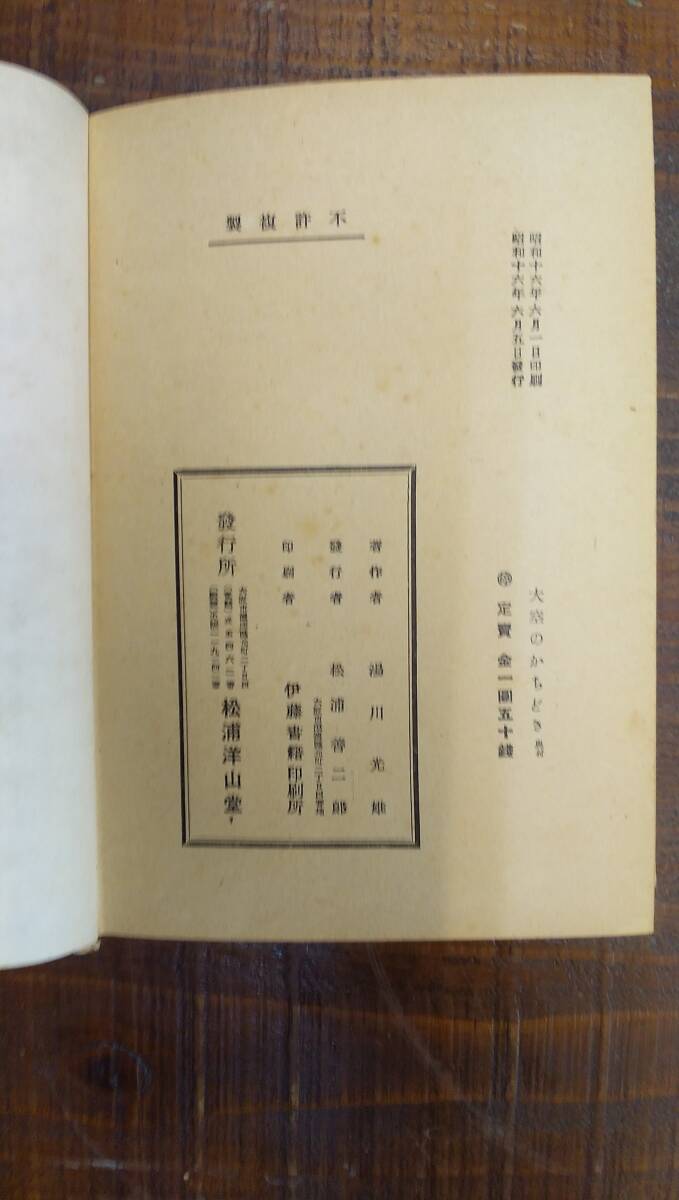 昭和十六年六月一日印刷
昭和十六年六月五日發行
大空のかちどき
定賣 金一圓五十錢
不許複製
著作者 湯川光雄
發行者 松浦善二郎
印刷者 伊藤書籍印刷所
發行所 松浦洋山堂